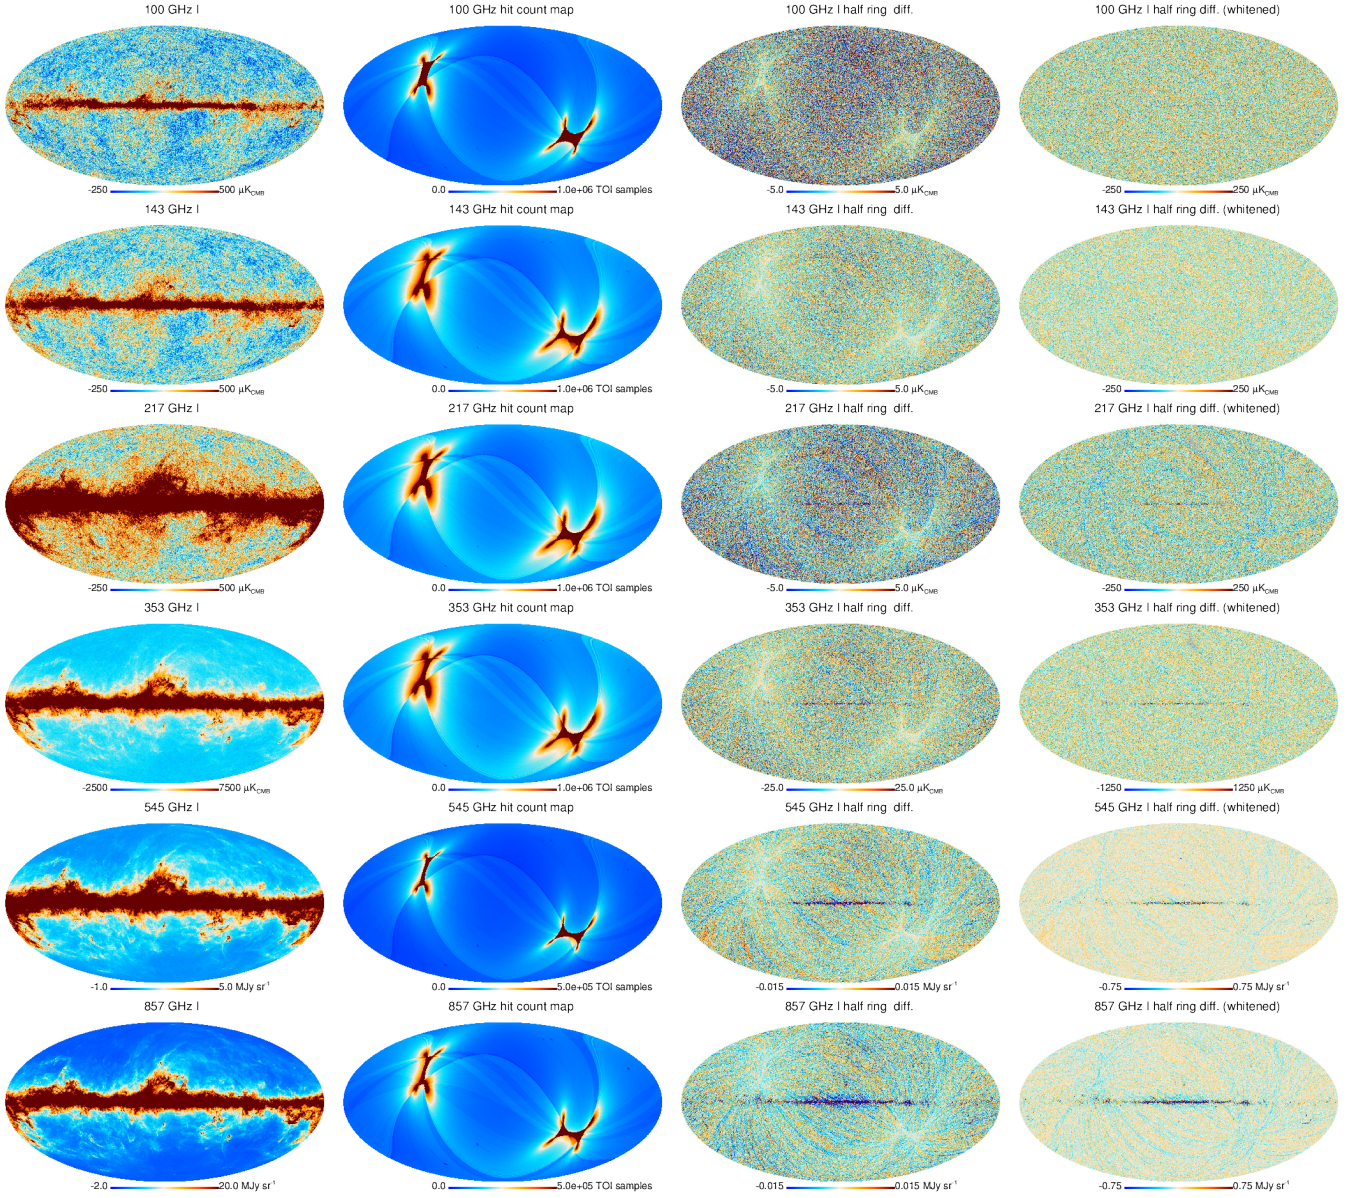 100 GHz I 100 GHz hit count map 100 GHz I half ring diff. 100 GHz I half ring diff. (whitened)
-250 500 μK_CMB 0.0 1.0e+06 TOI samples -5.0 5.0 μK_CMB -250 250 μK_CMB
143 GHz I 143 GHz hit count map 143 GHz I half ring diff. 143 GHz I half ring diff. (whitened)
-250 500 μK_CMB 0.0 1.0e+06 TOI samples -5.0 5.0 μK_CMB -250 250 μK_CMB
217 GHz I 217 GHz hit count map 217 GHz I half ring diff. 217 GHz I half ring diff. (whitened)
-250 500 μK_CMB 0.0 1.0e+06 TOI samples -5.0 5.0 μK_CMB -250 250 μK_CMB
353 GHz I 353 GHz hit count map 353 GHz I half ring diff. 353 GHz I half ring diff. (whitened)
-2500 7500 μK_CMB 0.0 1.0e+06 TOI samples -25.0 25.0 μK_CMB -1250 1250 μK_CMB
545 GHz I 545 GHz hit count map 545 GHz I half ring diff. 545 GHz I half ring diff. (whitened)
-1.0 5.0 MJy sr⁻¹ 0.0 5.0e+05 TOI samples -0.015 0.015 MJy sr⁻¹ -0.75 0.75 MJy sr⁻¹
857 GHz I 857 GHz hit count map 857 GHz I half ring diff. 857 GHz I half ring diff. (whitened)
-2.0 20.0 MJy sr⁻¹ 0.0 5.0e+05 TOI samples -0.015 0.015 MJy sr⁻¹ -0.75 0.75 MJy sr⁻¹